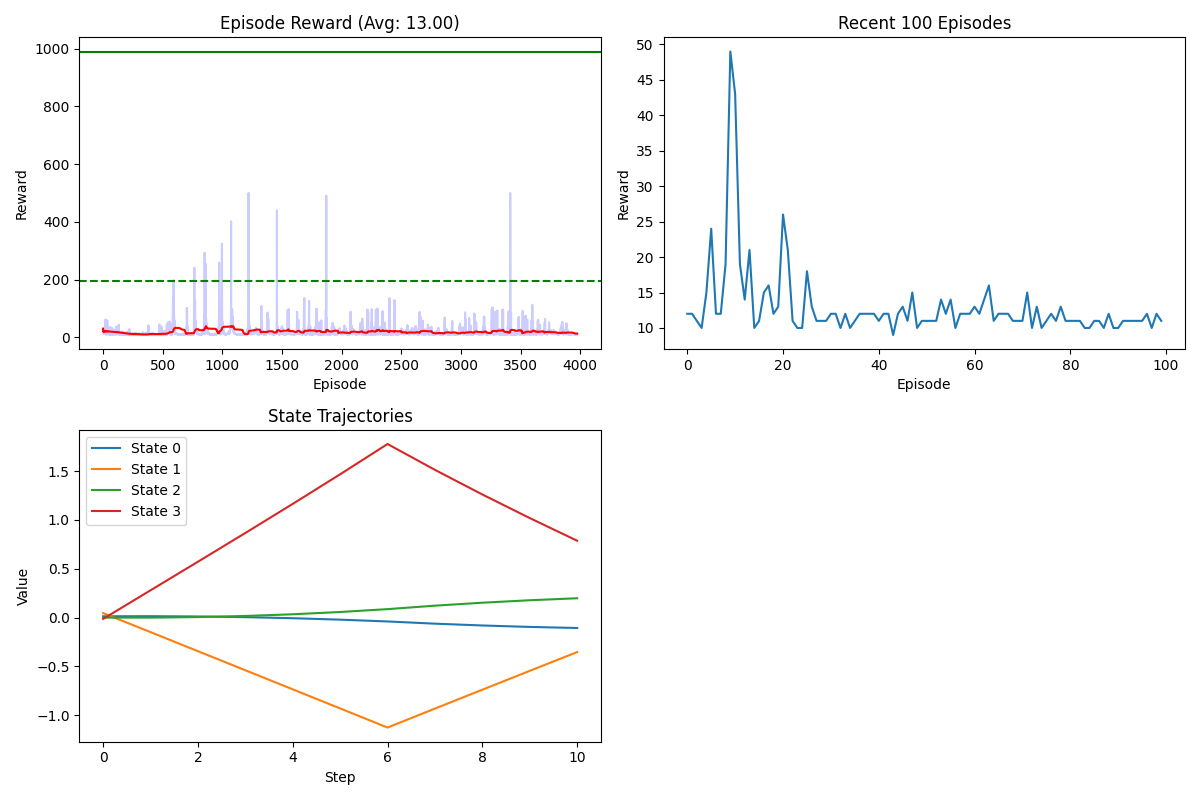 Episode Reward (Avg: 13.00)
Reward
1000
800
600
400
200
0
0 500 1000 1500 2000 2500 3000 3500 4000
Episode
Recent 100 Episodes
Reward
50
45
40
35
30
25
20
15
10
0 20 40 60 80 100
Episode
State Trajectories
Value
State 0
State 1
State 2
State 3
1.5
1.0
0.5
0.0
−0.5
−1.0
0 2 4 6 8 10
Step